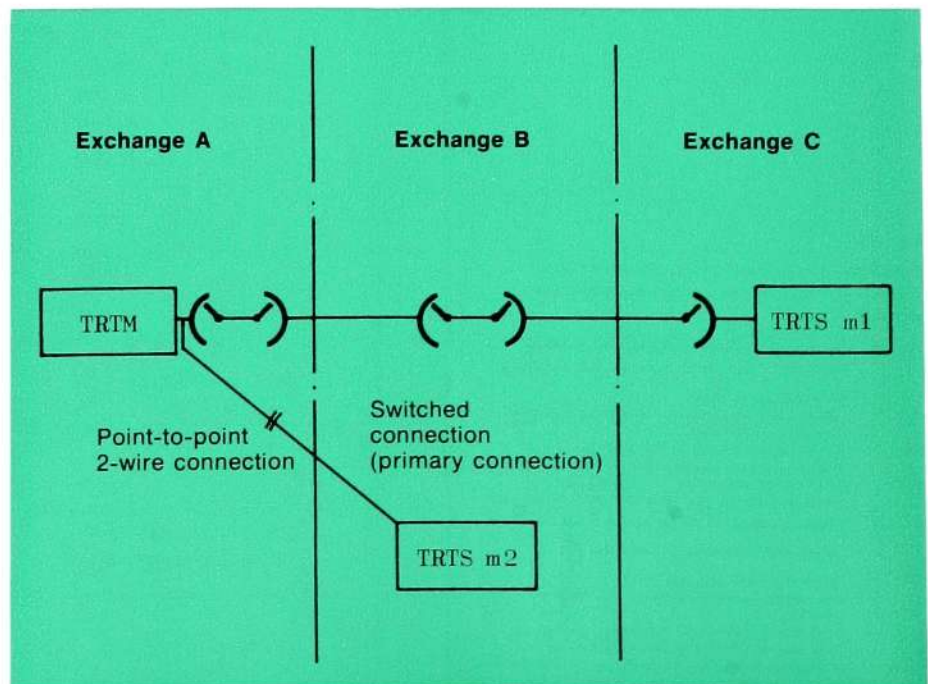 Exchange A
Exchange B
Exchange C
TRTM
TRTS m1
Point-to-point
2-wire connection
Switched
connection
(primary connection)
TRTS m2